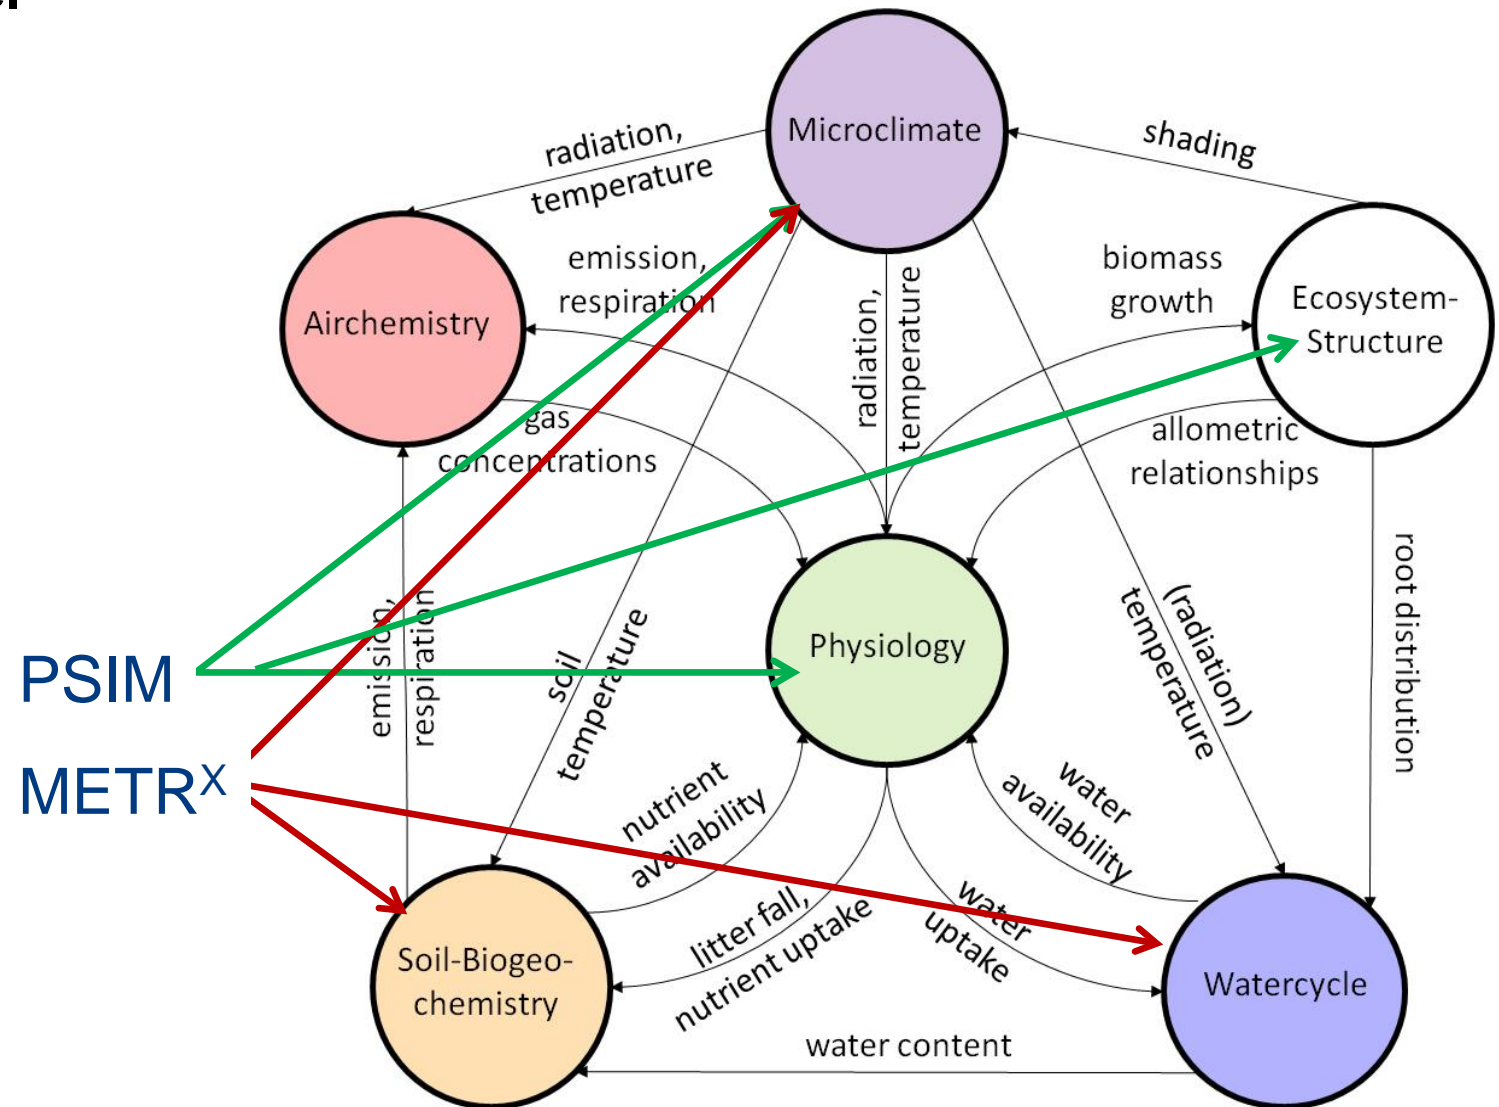 Microclimate
shading
radiation,
temperature
emission,
respiration
biomass
growth
Ecosystem-
Structure
Airchemistry
radiation,
temperature
gas
concentrations
allometric
relationships
Physiology
emission,
respiration
soil
temperature
(radiation)
temperature
root distribution
PSIM
METRX
nutrient
availability
water
availability
litter fall,
nutrient uptake
water
uptake
Soil-Biogeo-
chemistry
Watercycle
water content